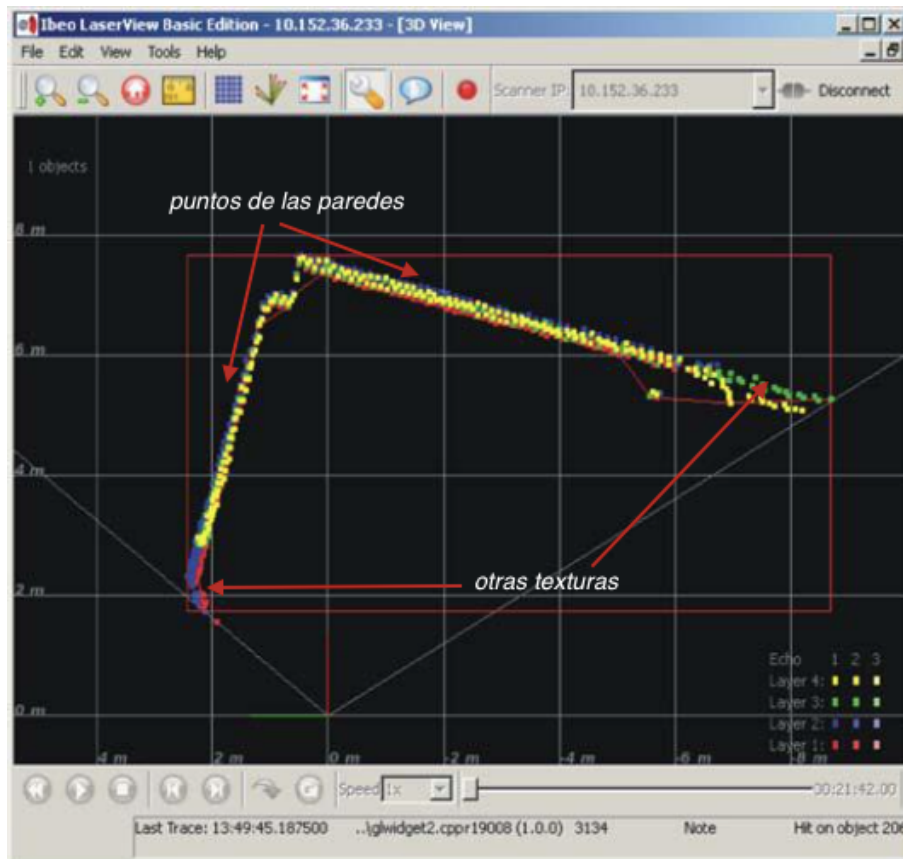 Ibeo LaserView Basic Edition - 10.152.36.233 - [3D View]
File Edit View Tools Help
Scanner IP: 10.152.36.233 Disconnect
1 objects
puntos de las paredes
8 m
6 m
4 m
otras texturas
2 m
Echo 1 2 3
Layer 4:
Layer 3:
Layer 2:
Layer 1:
0 m
4 m 2 m 0 m -2 m -4 m -6 m -8 m
Speed 1x 00:21:42.00
Last Trace: 13:49:45.187500 ..\glwidget2.cppr19008 (1.0.0) 3134 Note Hit on object 206